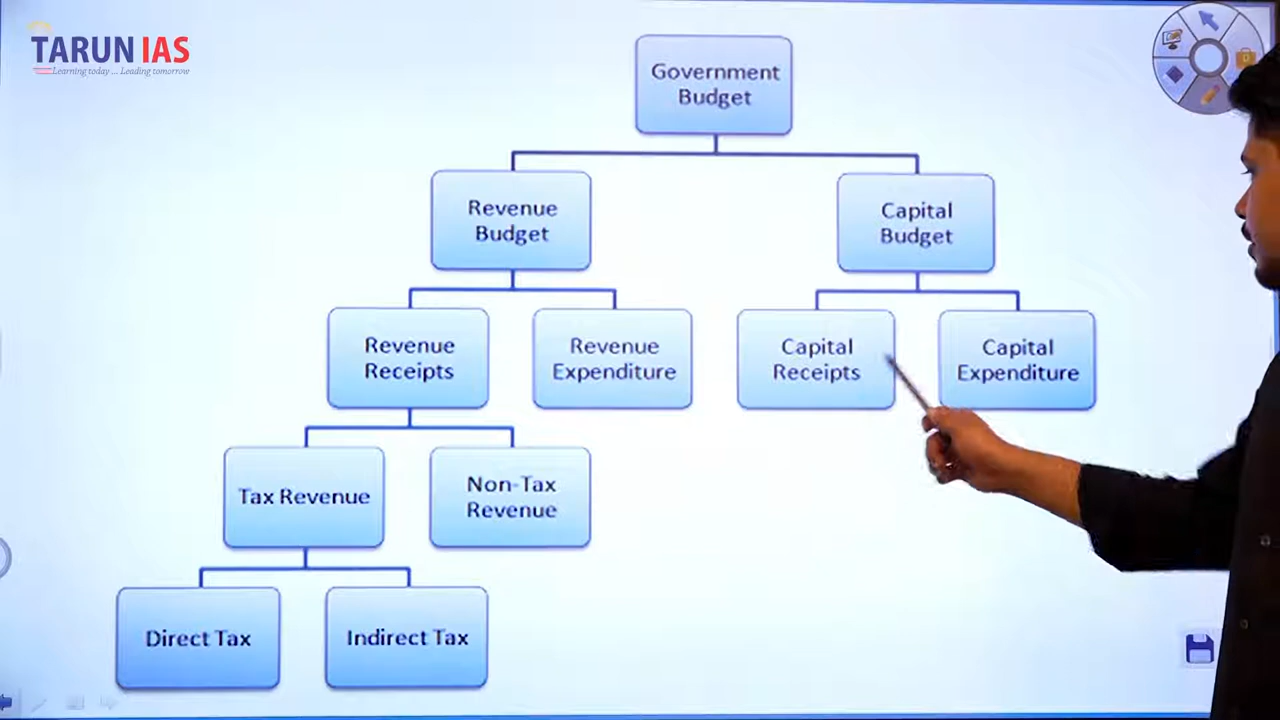 TARUN IAS
Learning today ... Leading tomorrow
Government
Budget
Revenue
Budget
Capital
Budget
Revenue
Receipts
Revenue
Expenditure
Capital
Receipts
Capital
Expenditure
Tax Revenue
Non-Tax
Revenue
Direct Tax
Indirect Tax